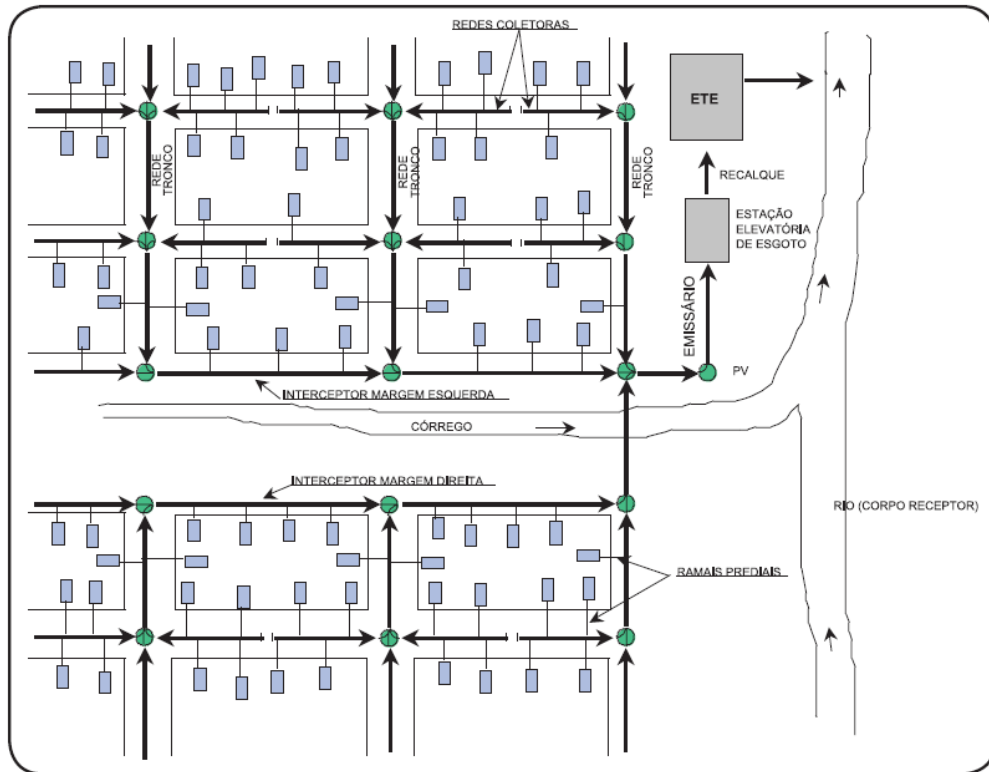 REDES COLETORAS
ETE
REDE
TRONCO
REDE
TRONCO
REDE
TRONCO
RECALQUE
ESTAÇÃO
ELEVATÓRIA
DE ESGOTO
EMISSÁRIO
PV
INTERCEPTOR MARGEM ESQUERDA
CÓRREGO
INTERCEPTOR MARGEM DIREITA
RIO (CORPO RECEPTOR)
RAMAIS PREDIAIS